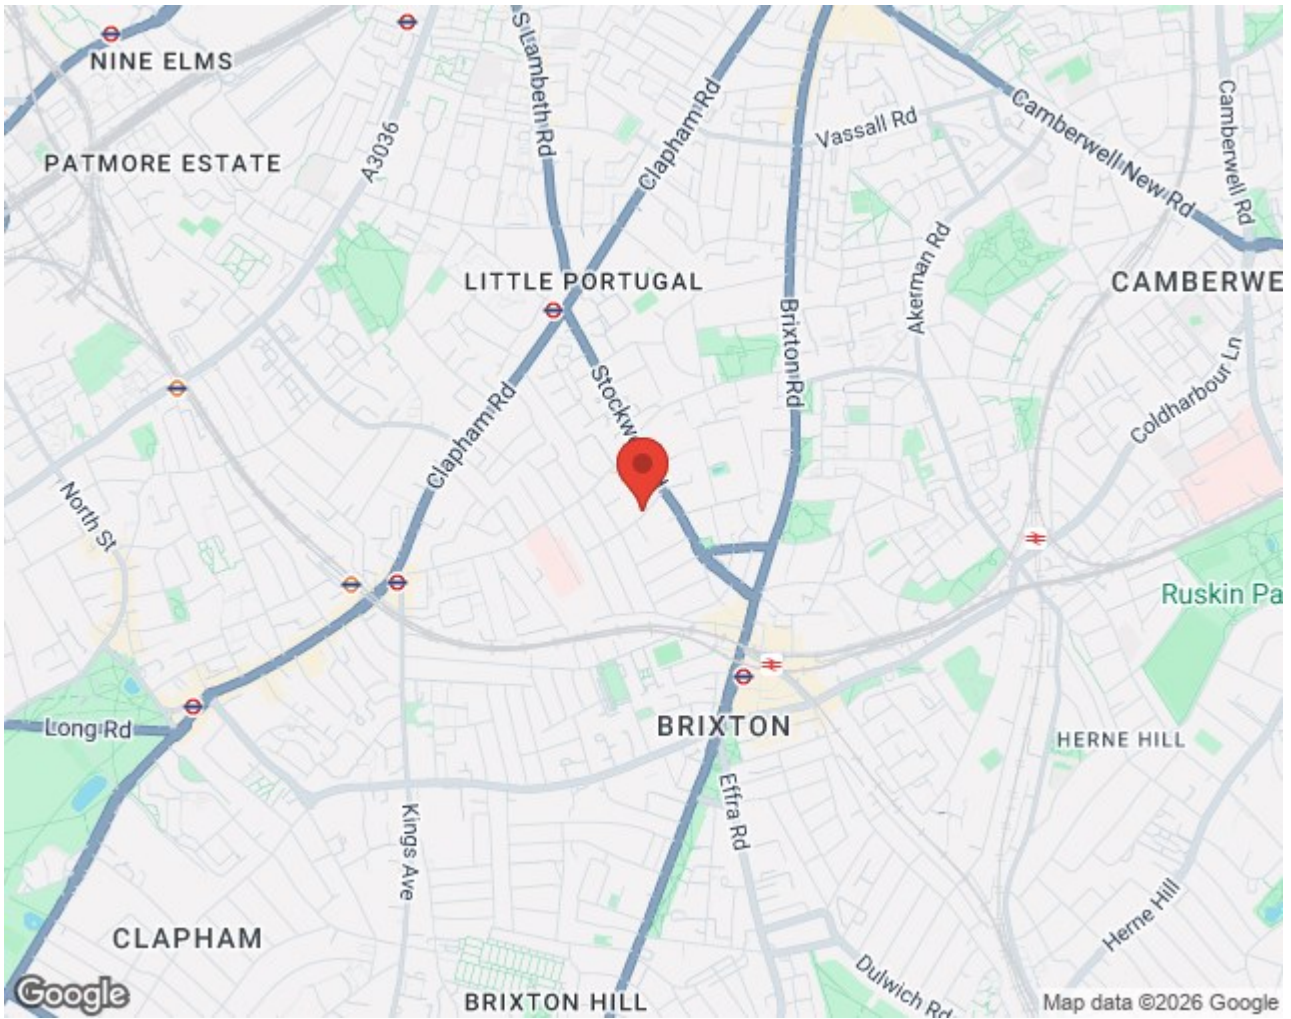 NINE ELMS
S Lambeth Rd
Clapham Rd
Camberwell New Rd
Camberwell Rd
Vassall Rd
A3036
PATMORE ESTATE
Akerman Rd
LITTLE PORTUGAL
CAMBERWE
Brixton Rd
Stockw
Coldharbour Ln
Clapham Rd
North St
Ruskin Pa
Long Rd
BRIXTON
HERNE HILL
Effra Rd
Kings Ave
CLAPHAM
Herne Hill
Dulwich Rd
BRIXTON HILL
Google
Map data ©2026 Google